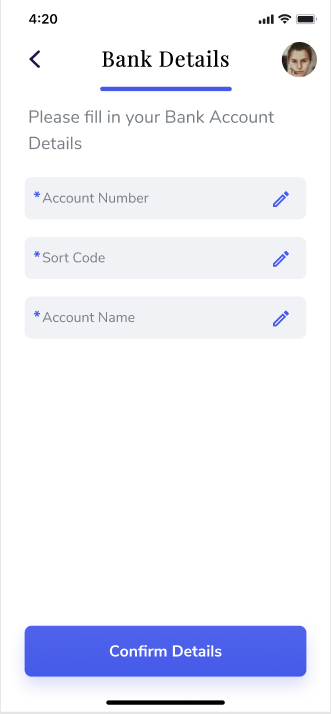 4:20
Bank Details
Please fill in your Bank Account
Details
*Account Number
*Sort Code
*Account Name
Confirm Details